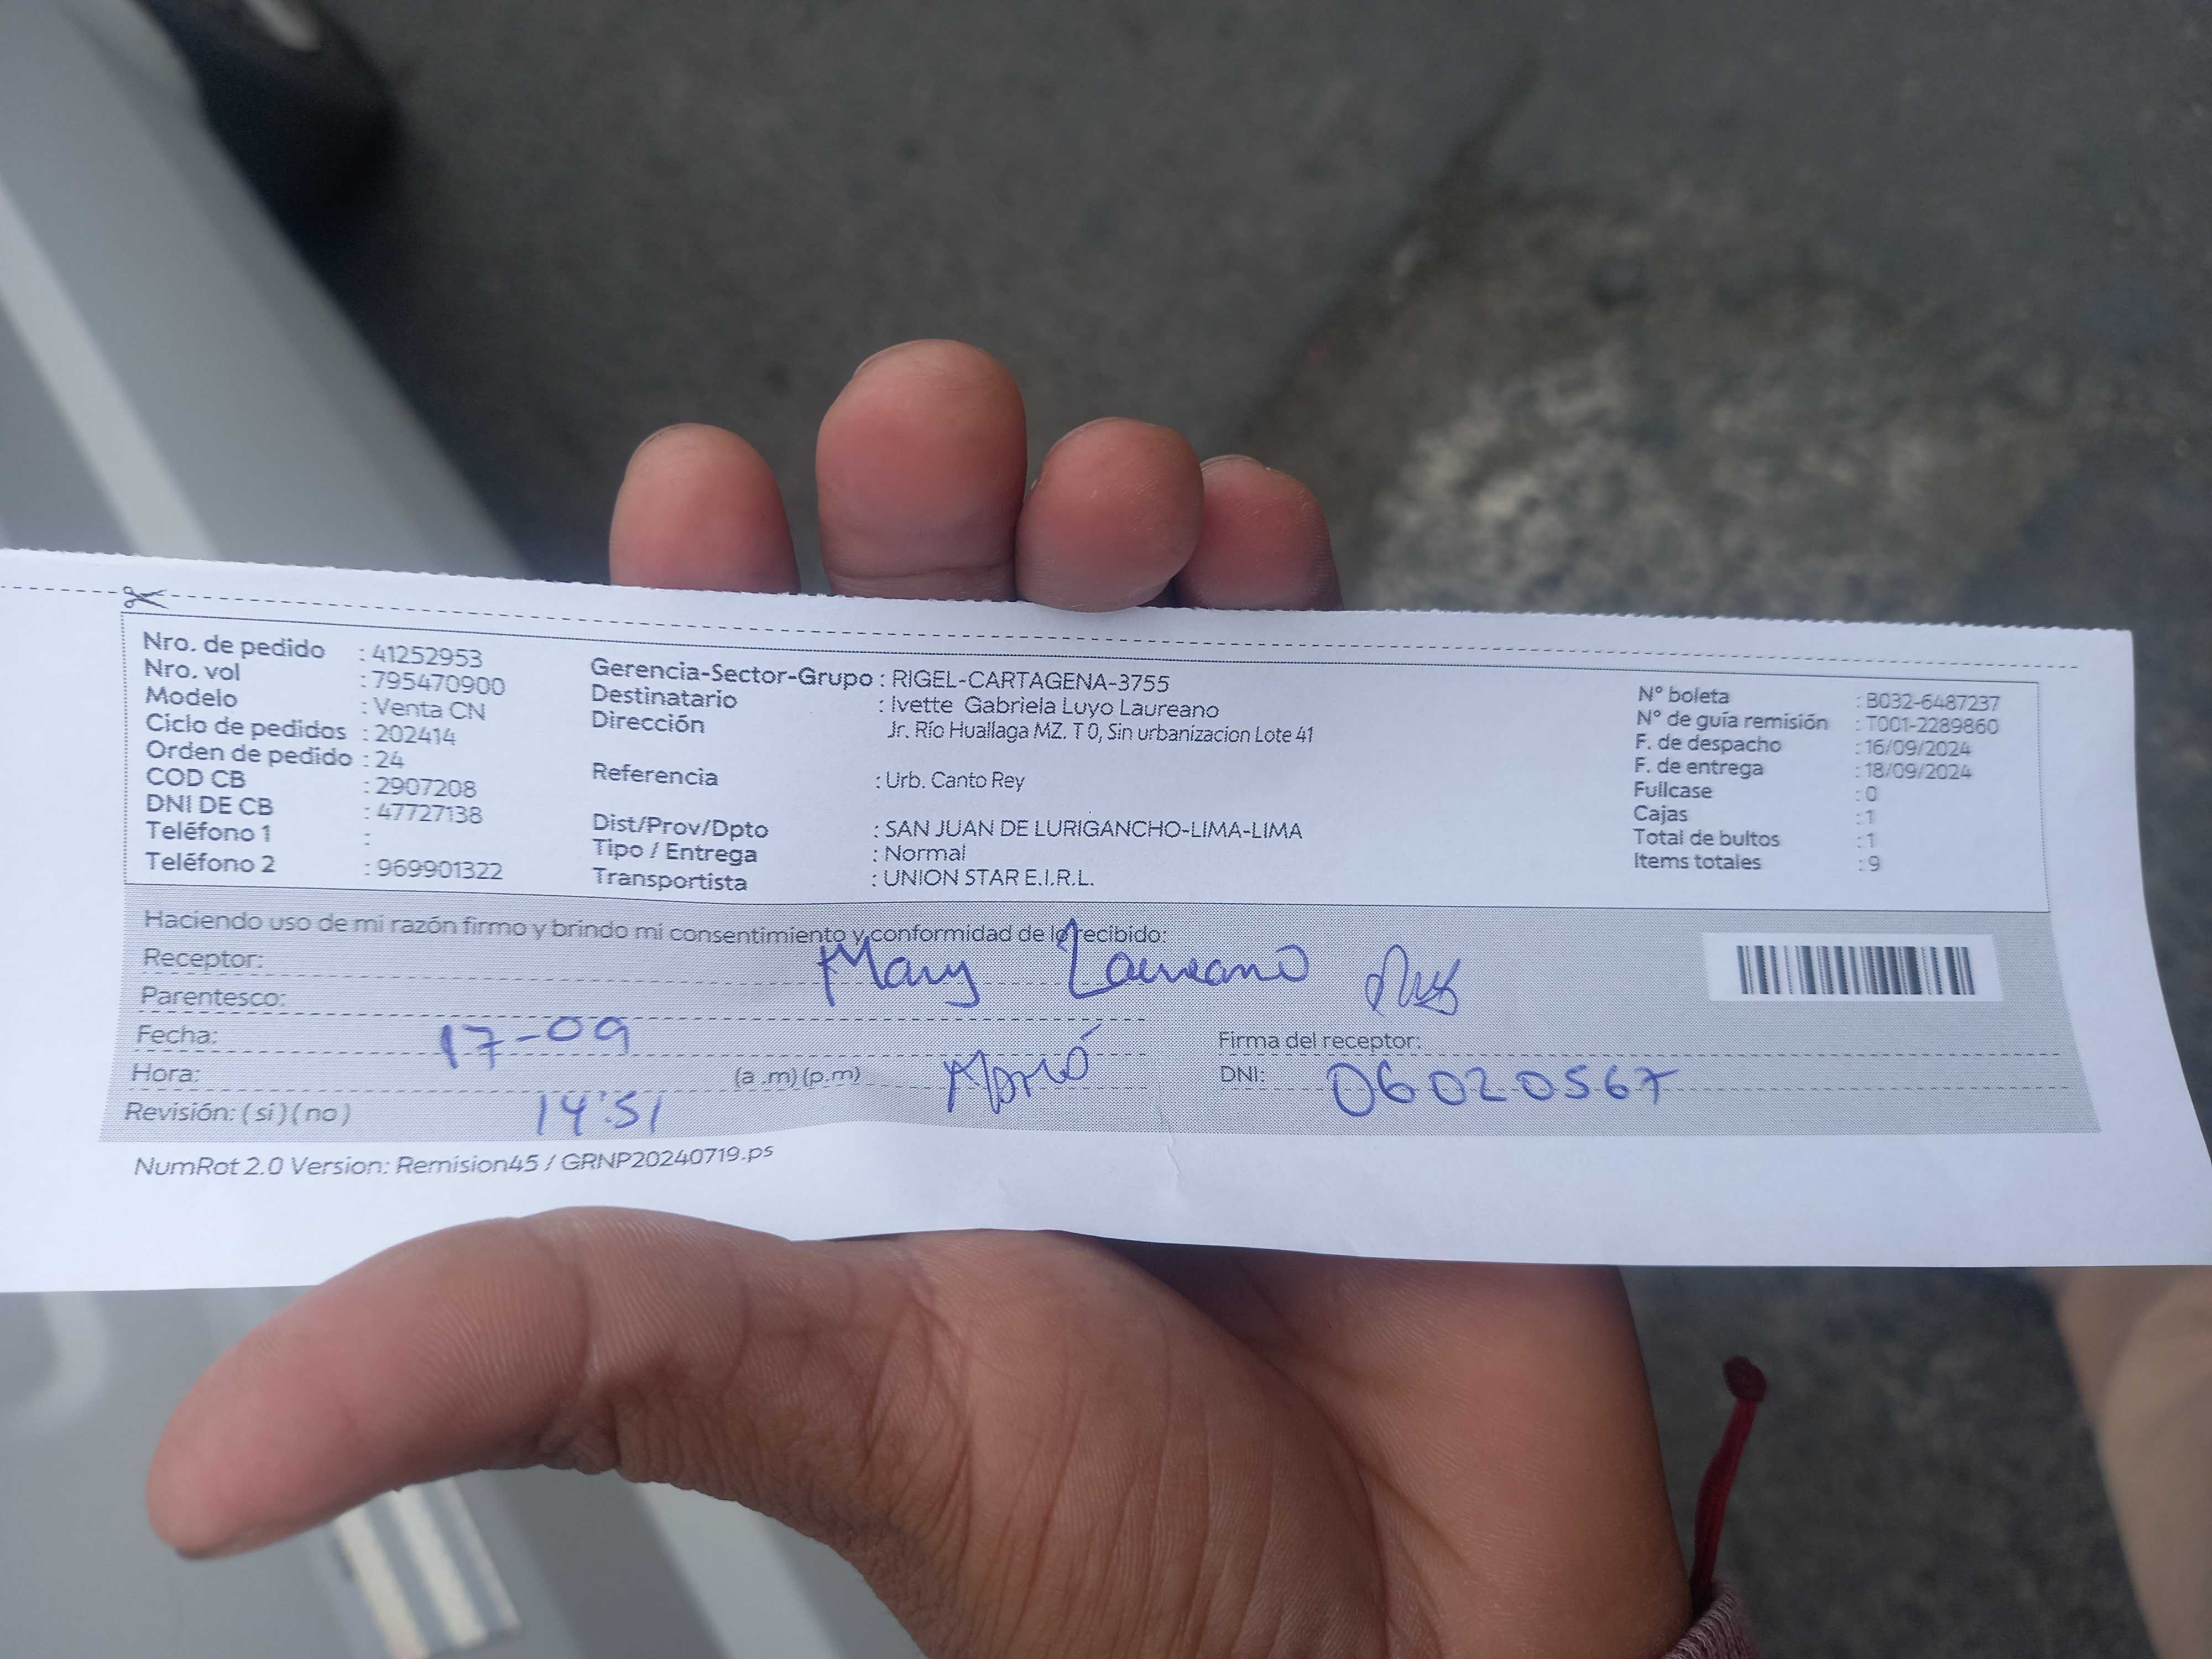 Nro. de pedido : 41252953
Nro. vol : 795470900
Modelo : Venta CN
Ciclo de pedidos : 202414
Orden de pedido : 24
COD CB : 2907208
DNI DE CB : 47727138
Teléfono 1 :
Teléfono 2 : 969901322
Gerencia-Sector-Grupo : RIGEL-CARTAGENA-3755
Destinatario : Ivette Gabriela Luyo Laureano
Dirección Jr. Río Huallaga MZ. T 0, Sin urbanizacion Lote 41
Referencia : Urb. Canto Rey
Dist/Prov/Dpto : SAN JUAN DE LURIGANCHO-LIMA-LIMA
Tipo / Entrega : Normal
Transportista : UNION STAR E.I.R.L.
N° boleta : B032-6487237
N° de guía remisión : T001-2289860
F. de despacho : 16/09/2024
F. de entrega : 18/09/2024
Fullcase : 0
Cajas : 1
Total de bultos : 1
Items totales : 9
Haciendo uso de mi razón firmo y brindo mi consentimiento y conformidad de lo recibido:
Receptor: Mary Laureano
Parentesco:
Fecha: 17-09
Firma del receptor:
Hora: 14:51 (a .m) (p.m)
DNI: 06020567
Revisión: ( si ) ( no )
NumRot 2.0 Version: Remision45 / GRNP20240719.ps